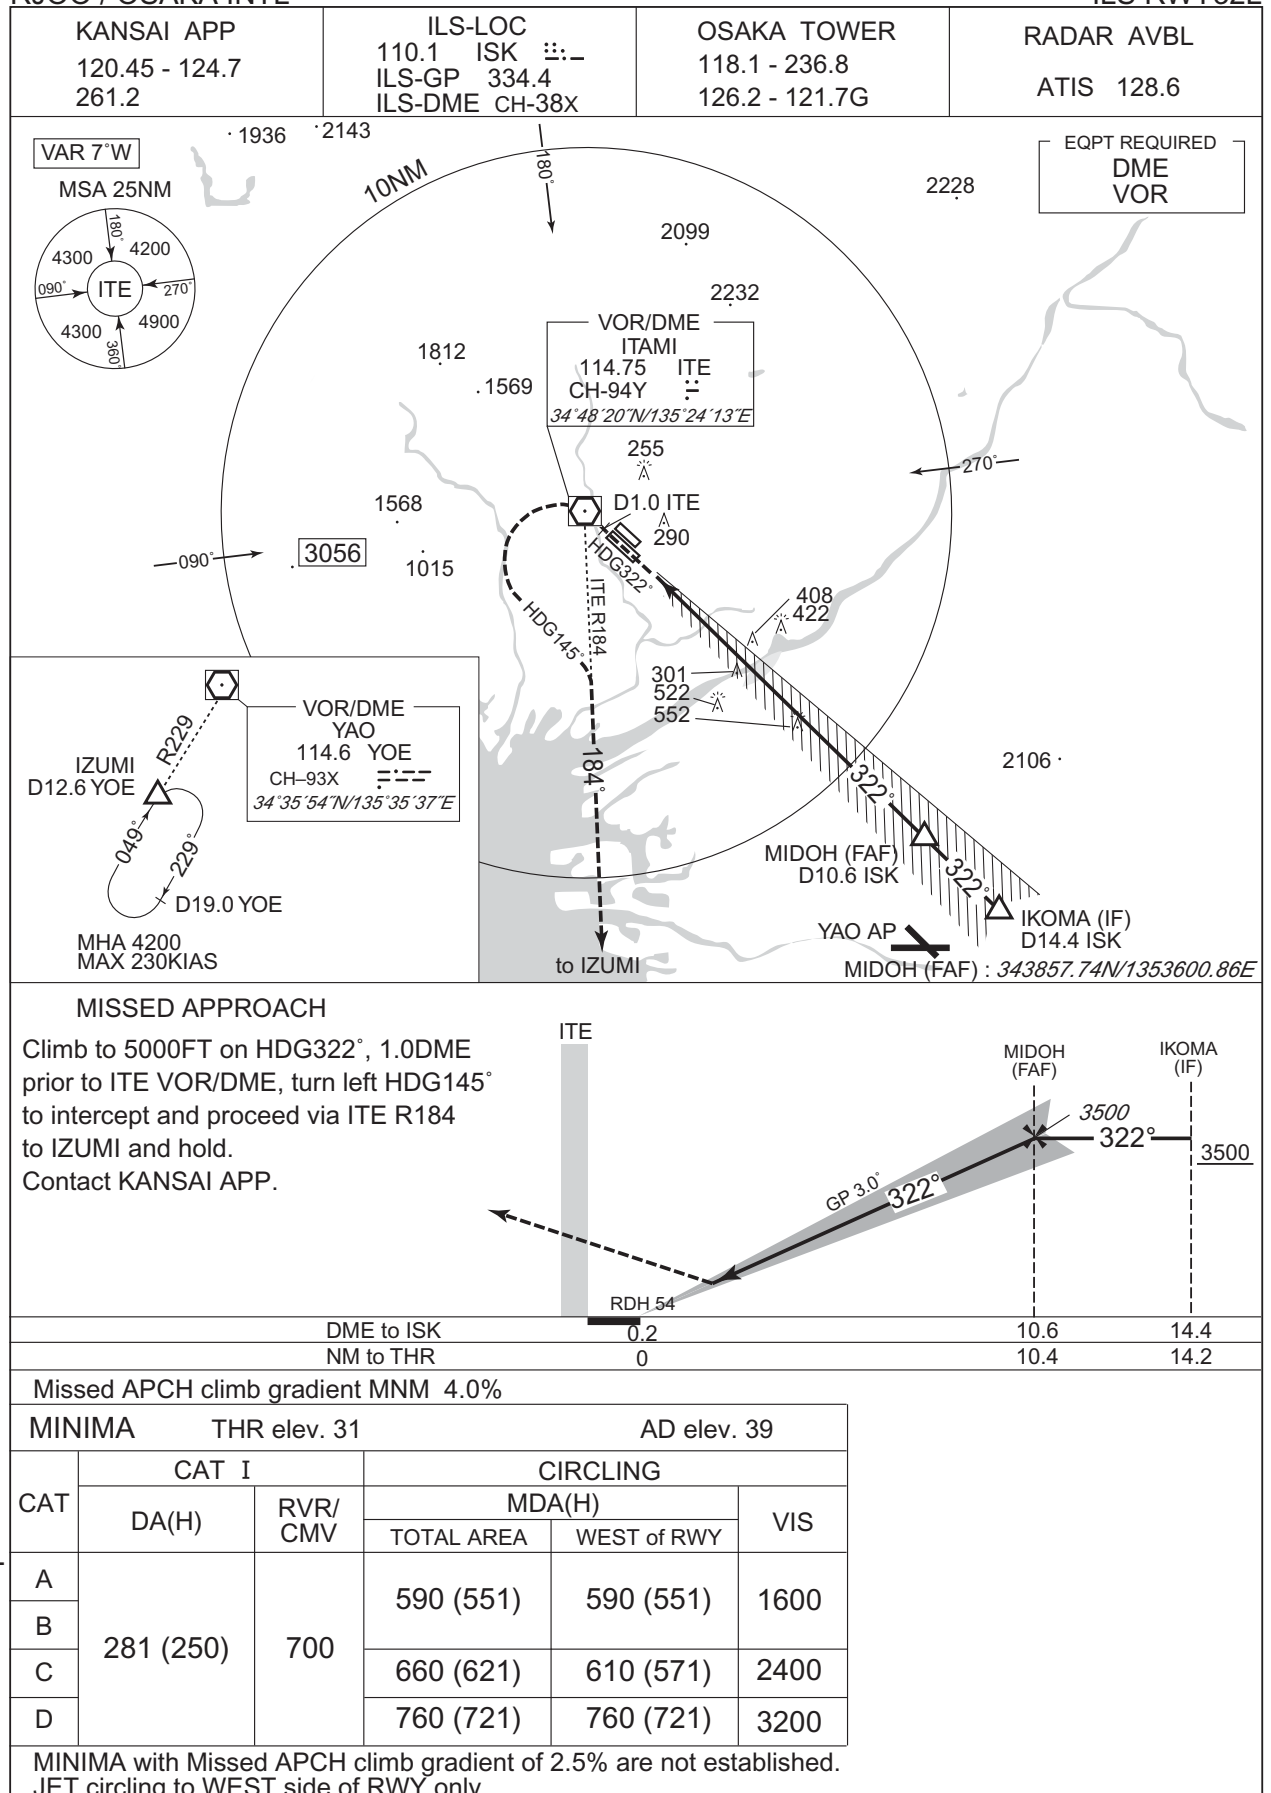 RJOO / OSAKA INTL
ILS RWY32L
KANSAI APP
120.45 - 124.7
261.2
ILS-LOC
110.1 ISK
ILS-GP 334.4
ILS-DME CH-38X
OSAKA TOWER
118.1 - 236.8
126.2 - 121.7G
RADAR AVBL
ATIS 128.6
VAR 7°W
MSA 25NM
180°
4300
4200
090°
ITE
270°
4300
4900
360°
1936
2143
10NM
180°
2228
EQPT REQUIRED
DME
VOR
2099
2232
VOR/DME
ITAMI
114.75 ITE
CH-94Y
34°48´20˝N/135°24´13˝E
1812
1569
255
270°
1568
D1.0 ITE
290
090°
3056
1015
HDG322°
ITE R184
HDG145°
408
422
301
522
552
VOR/DME
YAO
114.6 YOE
CH–93X
34°35´54˝N/135°35´37˝E
R229
IZUMI
D12.6 YOE
049°
229°
D19.0 YOE
MHA 4200
MAX 230KIAS
184°
322°
2106
MIDOH (FAF)
D10.6 ISK
322°
IKOMA (IF)
D14.4 ISK
YAO AP
to IZUMI
MIDOH (FAF) : 343857.74N/1353600.86E
MISSED APPROACH
Climb to 5000FT on HDG322°, 1.0DME
prior to ITE VOR/DME, turn left HDG145°
to intercept and proceed via ITE R184
to IZUMI and hold.
Contact KANSAI APP.
ITE
MIDOH
(FAF)
IKOMA
(IF)
3500
322°
3500
GP 3.0°
322°
RDH 54
DME to ISK 0.2 10.6 14.4
NM to THR 0 10.4 14.2
Missed APCH climb gradient MNM 4.0%
MINIMA THR elev. 31 AD elev. 39
CAT
CAT I
CIRCLING
DA(H)
RVR/
CMV
MDA(H)
VIS
TOTAL AREA
WEST of RWY
A
B
C
D
281 (250)
700
590 (551) 590 (551) 1600
660 (621) 610 (571) 2400
760 (721) 760 (721) 3200
MINIMA with Missed APCH climb gradient of 2.5% are not established.
JET circling to WEST side of RWY only